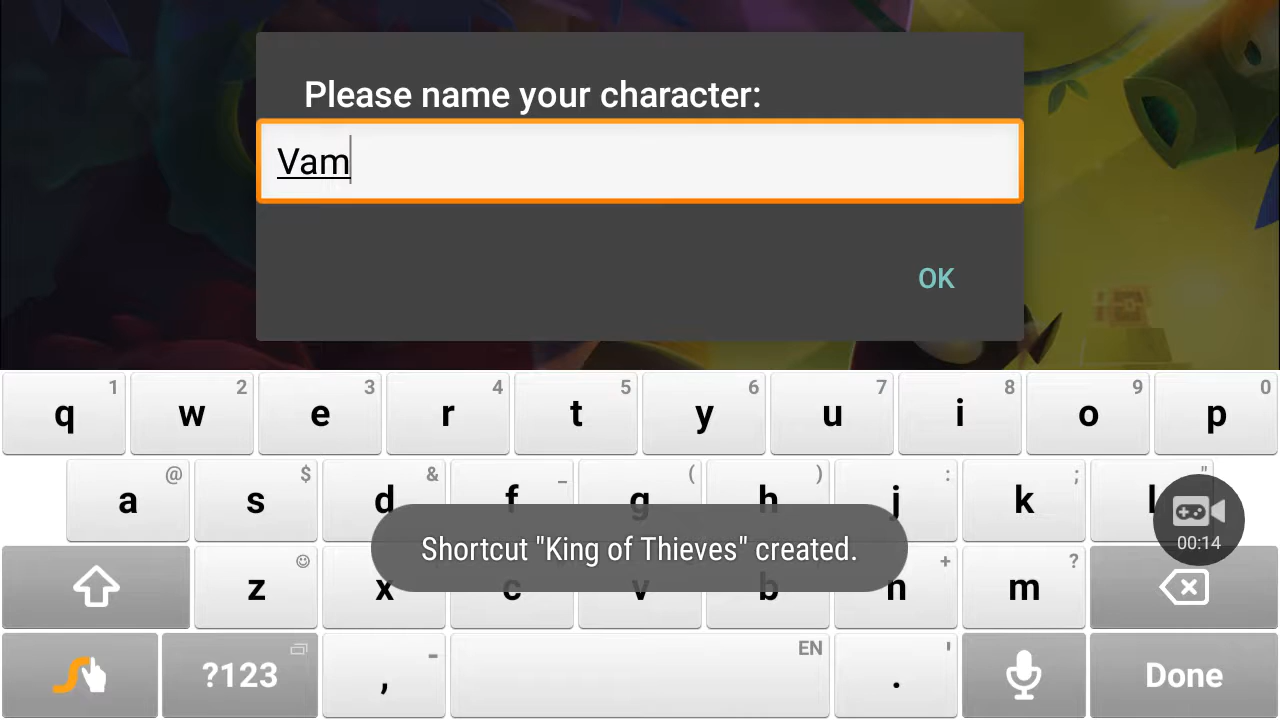 Please name your character:
Vam
OK
1 2 3 4 5 6 7 8 9 0
q w e r t y u i o p
@ $ & _ ( ) : ; "
a s d f g h j k l
00:14
Shortcut "King of Thieves" created.
+ ?
z x c v b n m
- EN '
?123 , . Done